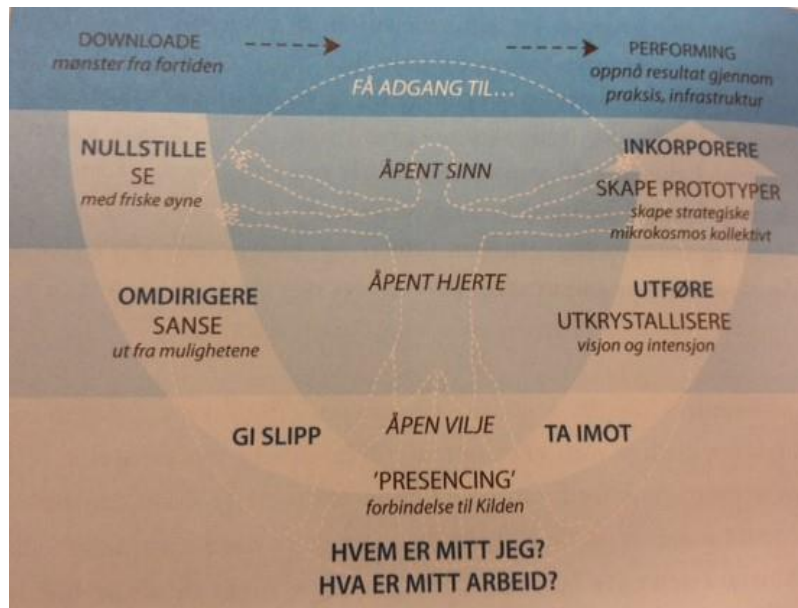 DOWNLOADE
mønster fra fortiden
FÅ ADGANG TIL...
PERFORMING
oppnå resultat gjennom
praksis, infrastruktur
NULLSTILLE
SE
med friske øyne
ÅPENT SINN
INKORPORERE
SKAPE PROTOTYPER
skape strategiske
mikrokosmos kollektivt
OMDIRIGERE
SANSE
ut fra mulighetene
ÅPENT HJERTE
UTFØRE
UTKRYSTALLISERE
visjon og intensjon
GI SLIPP
ÅPEN VILJE
TA IMOT
'PRESENCING'
forbindelse til Kilden
HVEM ER MITT JEG?
HVA ER MITT ARBEID?